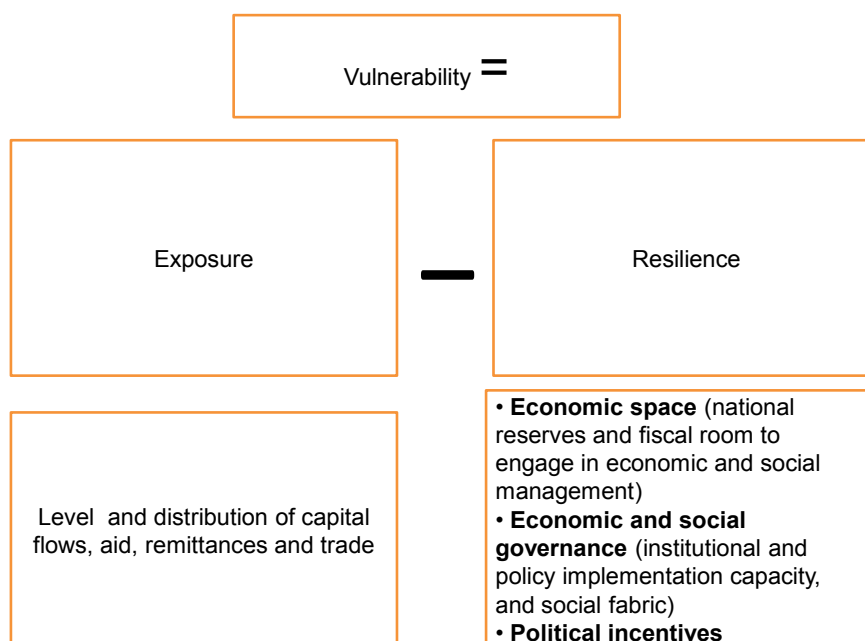 Vulnerability =
Exposure
—
Resilience
Level and distribution of capital
flows, aid, remittances and trade
• Economic space (national
reserves and fiscal room to
engage in economic and social
management)
• Economic and social
governance (institutional and
policy implementation capacity,
and social fabric)
• Political incentives